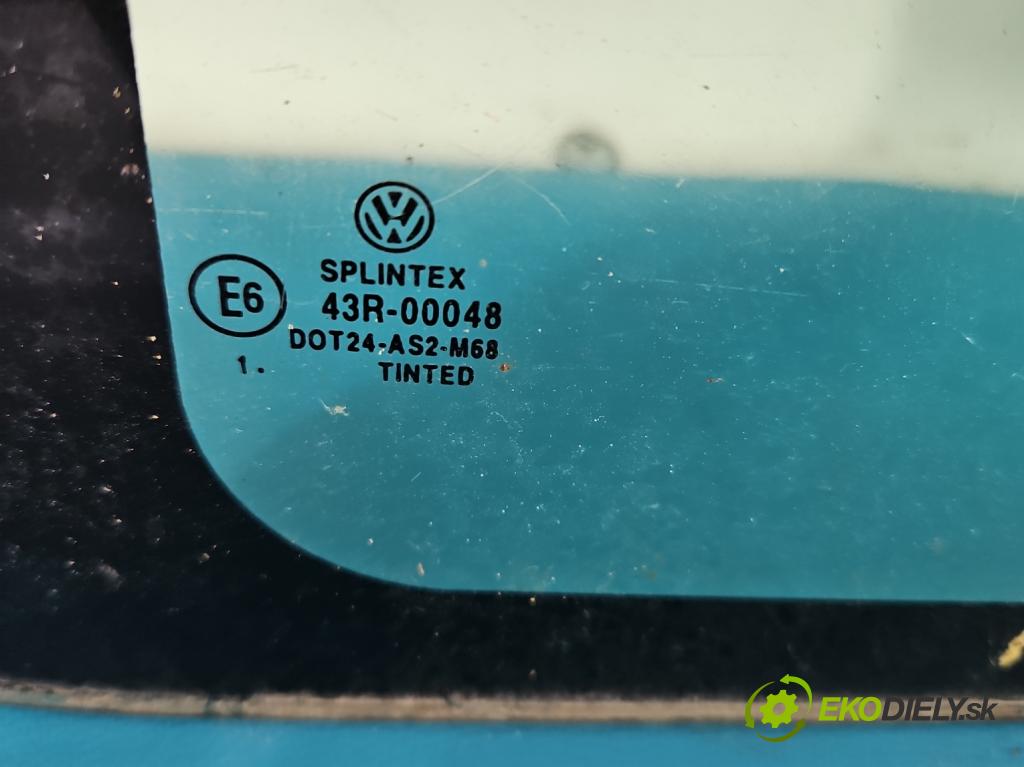 SPLINTEX
E6
43R-00048
DOT24-AS2-M68
1.
TINTED
EKODIELY.sk